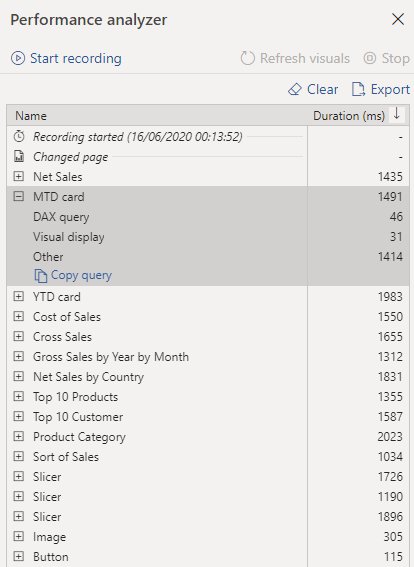 Performance analyzer
Start recording Refresh visuals Stop
Clear Export
Name Duration (ms)
Recording started (16/06/2020 00:13:52) -
Changed page -
Net Sales 1435
MTD card 1491
DAX query 46
Visual display 31
Other 1414
Copy query
YTD card 1983
Cost of Sales 1550
Cross Sales 1655
Gross Sales by Year by Month 1312
Net Sales by Country 1831
Top 10 Products 1355
Top 10 Customer 1587
Product Category 2023
Sort of Sales 1034
Slicer 1726
Slicer 1190
Slicer 1896
Image 305
Button 115